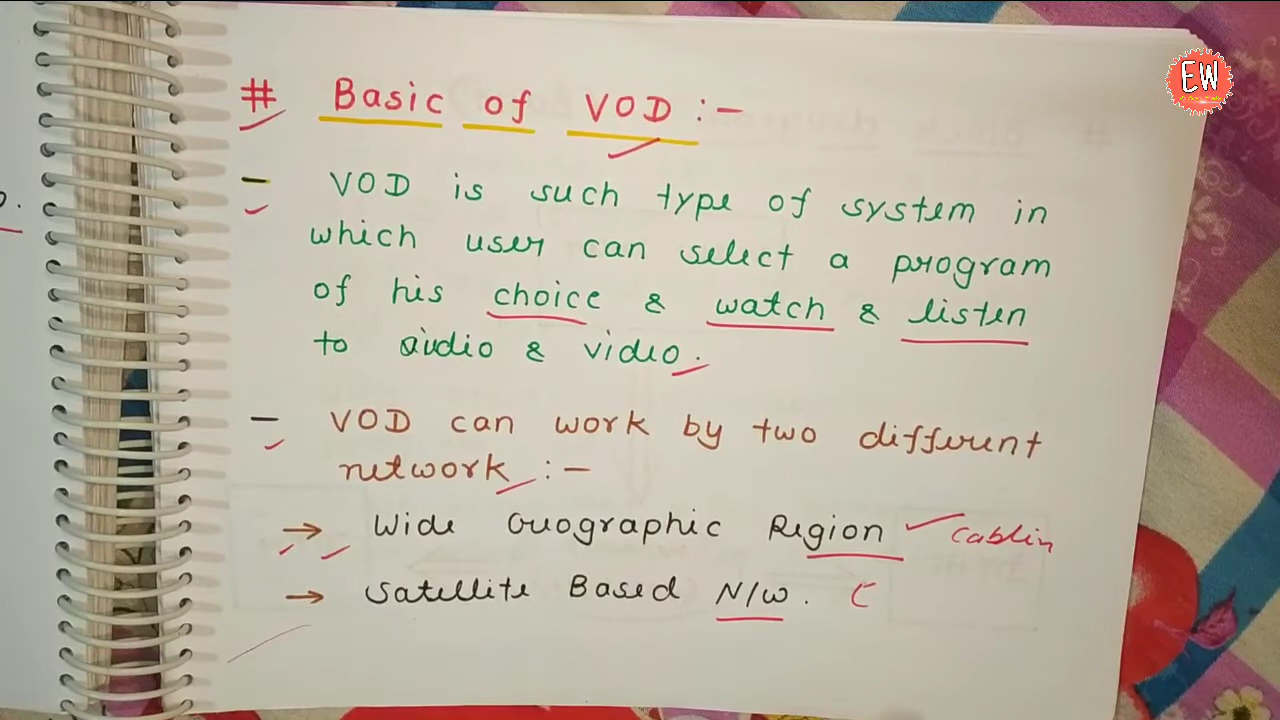 EW
# Basic of VOD :-
- VOD is such type of system in
which user can select a program
of his choice & watch & listen
to audio & video.
- VOD can work by two different
network :-
→ Wide Geographic Region ✓ cablin
→ Satellite Based N/W. C